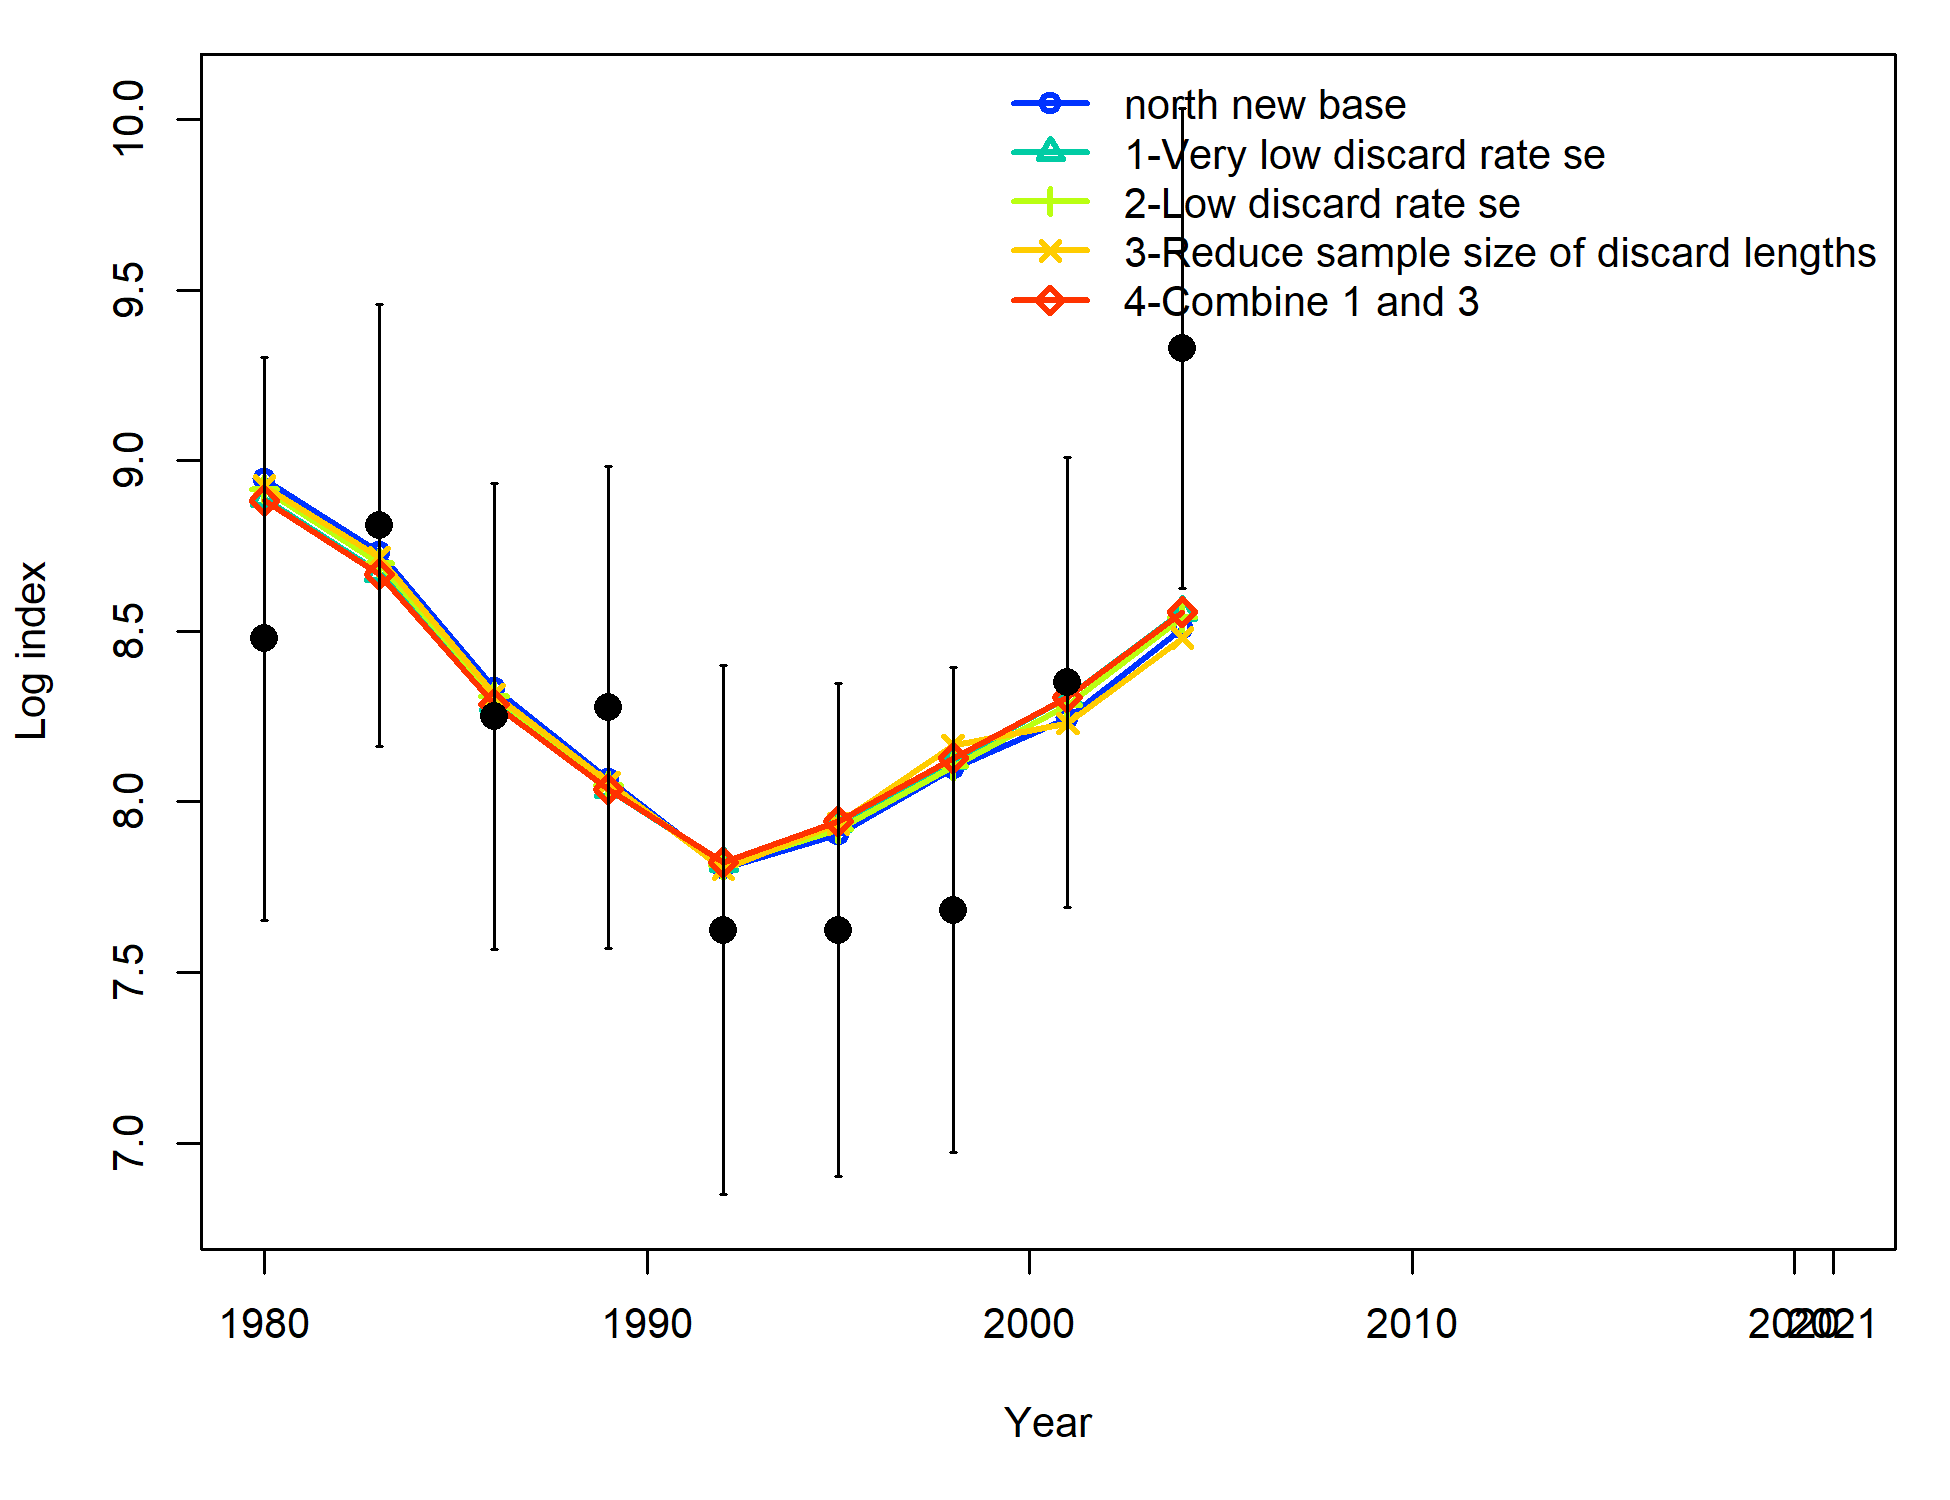 north new base
1-Very low discard rate se
2-Low discard rate se
3-Reduce sample size of discard lengths
4-Combine 1 and 3
10.0
9.5
9.0
8.5
8.0
7.5
7.0
Log index
1980 1990 2000 2010 2020 2021
Year